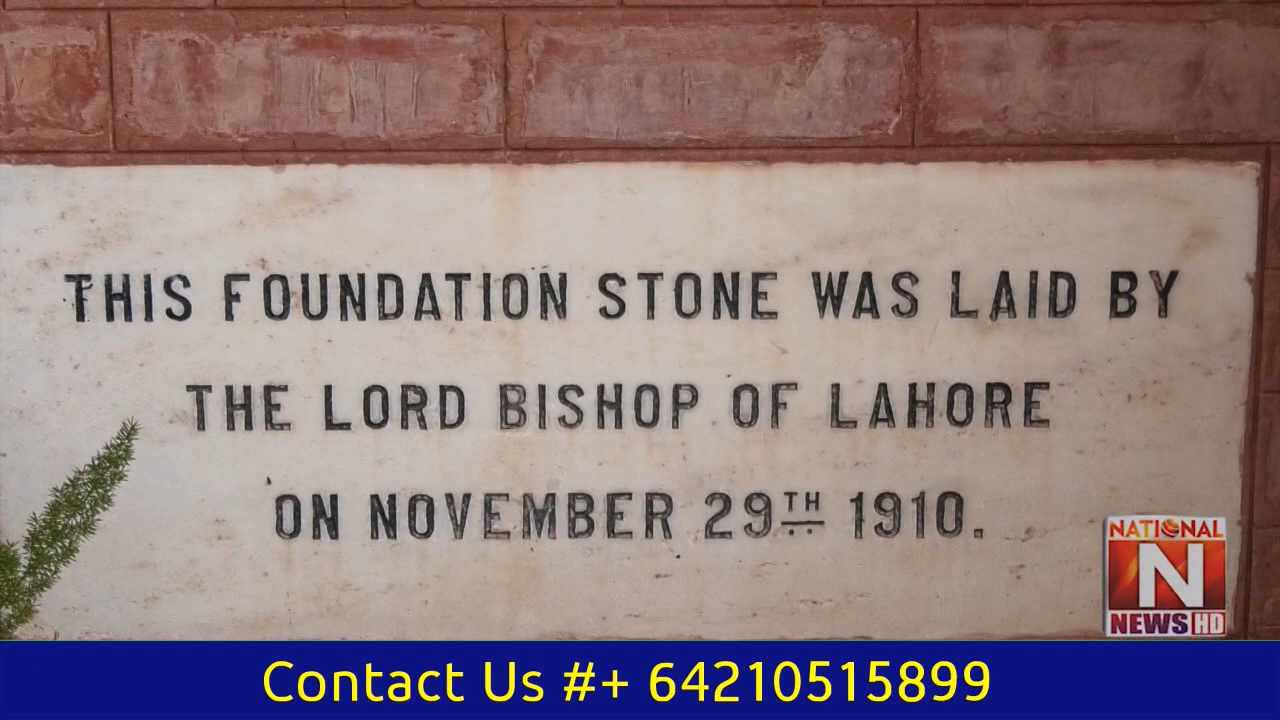 THIS FOUNDATION STONE WAS LAID BY
THE LORD BISHOP OF LAHORE
ON NOVEMBER 29TH 1910.
NATIONAL
N
NEWS HD
Contact Us #+ 64210515899